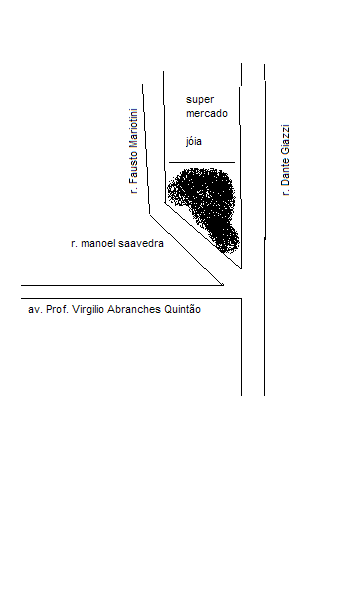 super
mercado
jóia
r. Fausto Mariotini
r. Dante Giazzi
r. manoel saavedra
av. Prof. Virgilio Abranches Quintão